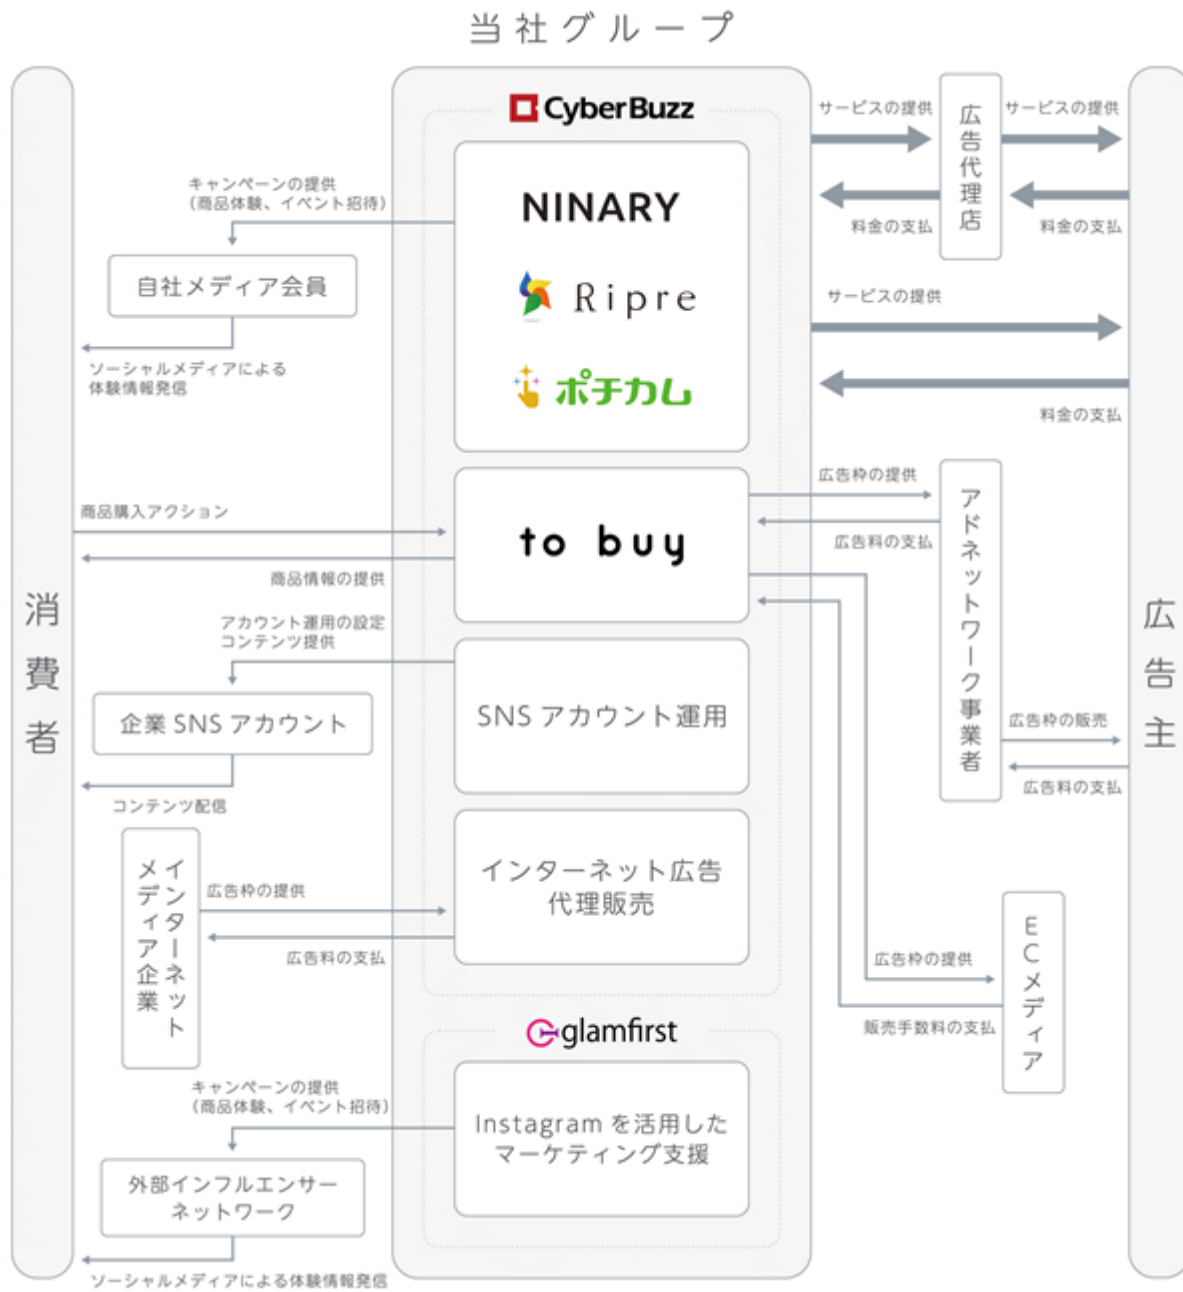 当社グループ
CyberBuzz
NINARY
Ripre
ポチカム
キャンペーンの提供
（商品体験、イベント招待）
自社メディア会員
ソーシャルメディアによる
体験情報発信
サービスの提供
広告代理店
サービスの提供
料金の支払
料金の支払
サービスの提供
料金の支払
to buy
商品購入アクション
商品情報の提供
広告枠の提供
広告料の支払
アドネットワーク事業者
広告枠の販売
広告料の支払
消費者
広告主
アカウント運用の設定
コンテンツ提供
企業 SNS アカウント
コンテンツ配信
SNS アカウント運用
インターネット
メディア企業
広告枠の提供
広告料の支払
インターネット広告
代理販売
広告枠の提供
販売手数料の支払
ECメディア
glamfirst
Instagram を活用した
マーケティング支援
キャンペーンの提供
（商品体験、イベント招待）
外部インフルエンサー
ネットワーク
ソーシャルメディアによる体験情報発信